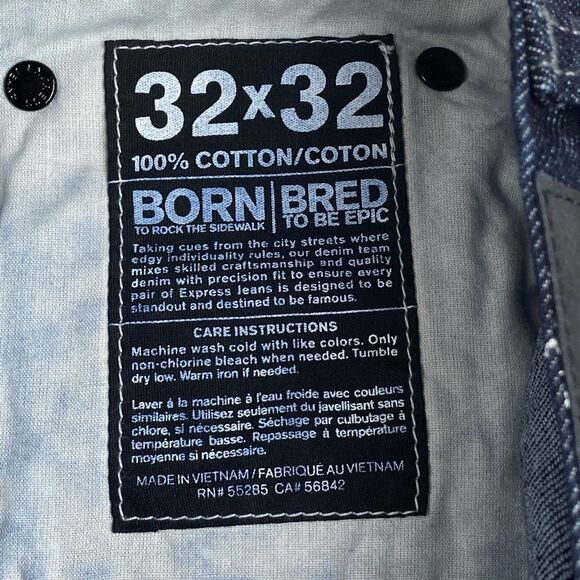 32x32
100% COTTON/COTON
BORN BRED
TO ROCK THE SIDEWALK TO BE EPIC
Taking cues from the city streets where
edgy individuality rules, our denim team
mixes skilled craftsmanship and quality
denim with precision fit to ensure every
pair of Express Jeans is designed to be
standout and destined to be famous.
CARE INSTRUCTIONS
Machine wash cold with like colors. Only
non-chlorine bleach when needed. Tumble
dry low. Warm iron if needed.
Laver à la machine à l'eau froide avec couleurs
similaires. Utilisez seulement du javellisant sans
chlore, si nécessaire. Séchage par culbutage à
température basse. Repassage à température
moyenne si nécessaire.
MADE IN VIETNAM / FABRIQUÉ AU VIETNAM
RN# 55285 CA# 56842